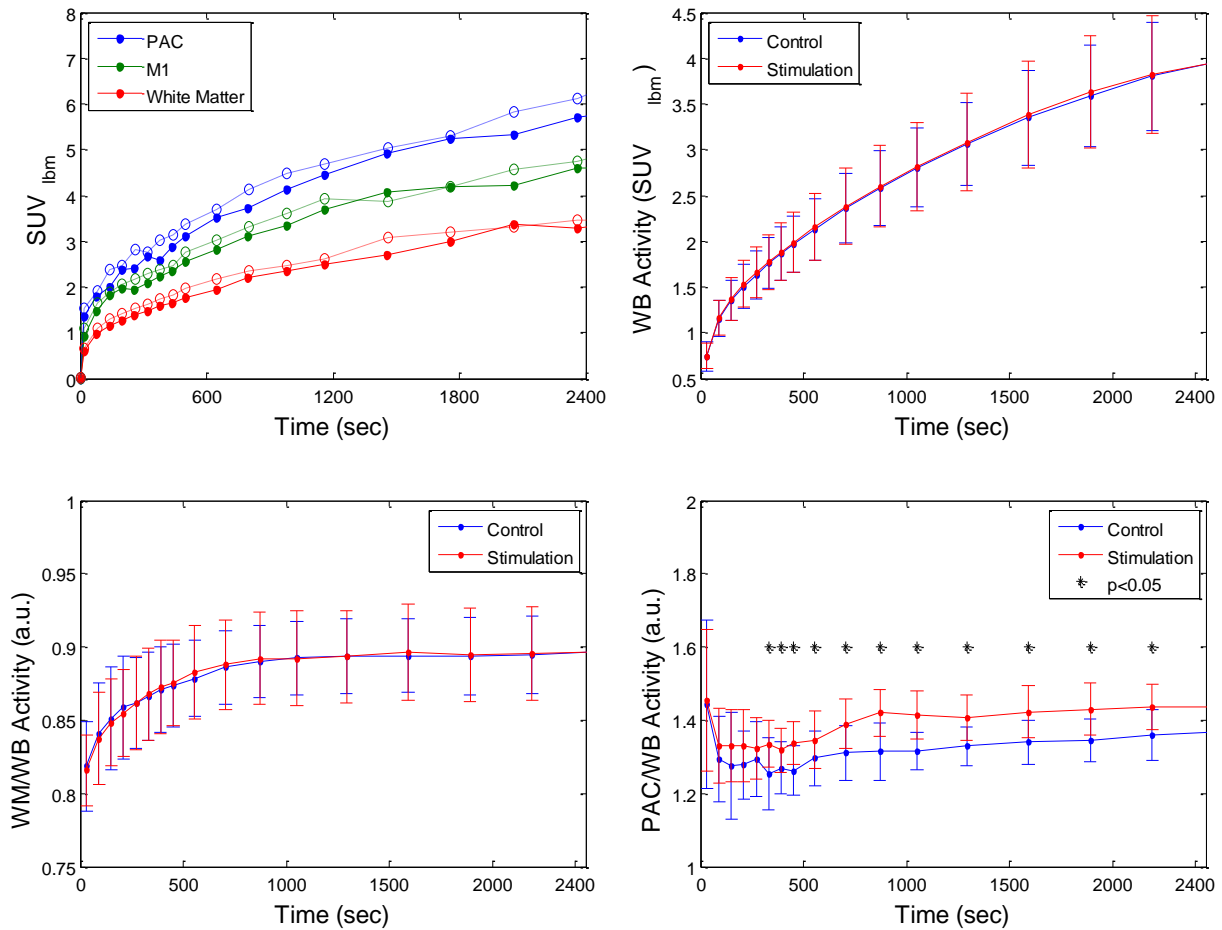 8
7
6
5
4
3
2
1
0
SUV lbm
PAC
M1
White Matter
600
1200
1800
2400
Time (sec)
4.5
4
3.5
3
2.5
2
1.5
1
0.5
WB Activity (SUV lbm)
Control
Stimulation
0
500
1000
1500
2000
2400
Time (sec)
1
0.95
0.9
0.85
0.8
0.75
WM/WB Activity (a.u.)
Control
Stimulation
0
500
1000
1500
2000
2400
Time (sec)
2
1.8
1.6
1.4
1.2
1
PAC/WB Activity (a.u.)
Control
Stimulation
p<0.05
0
500
1000
1500
2000
2400
Time (sec)